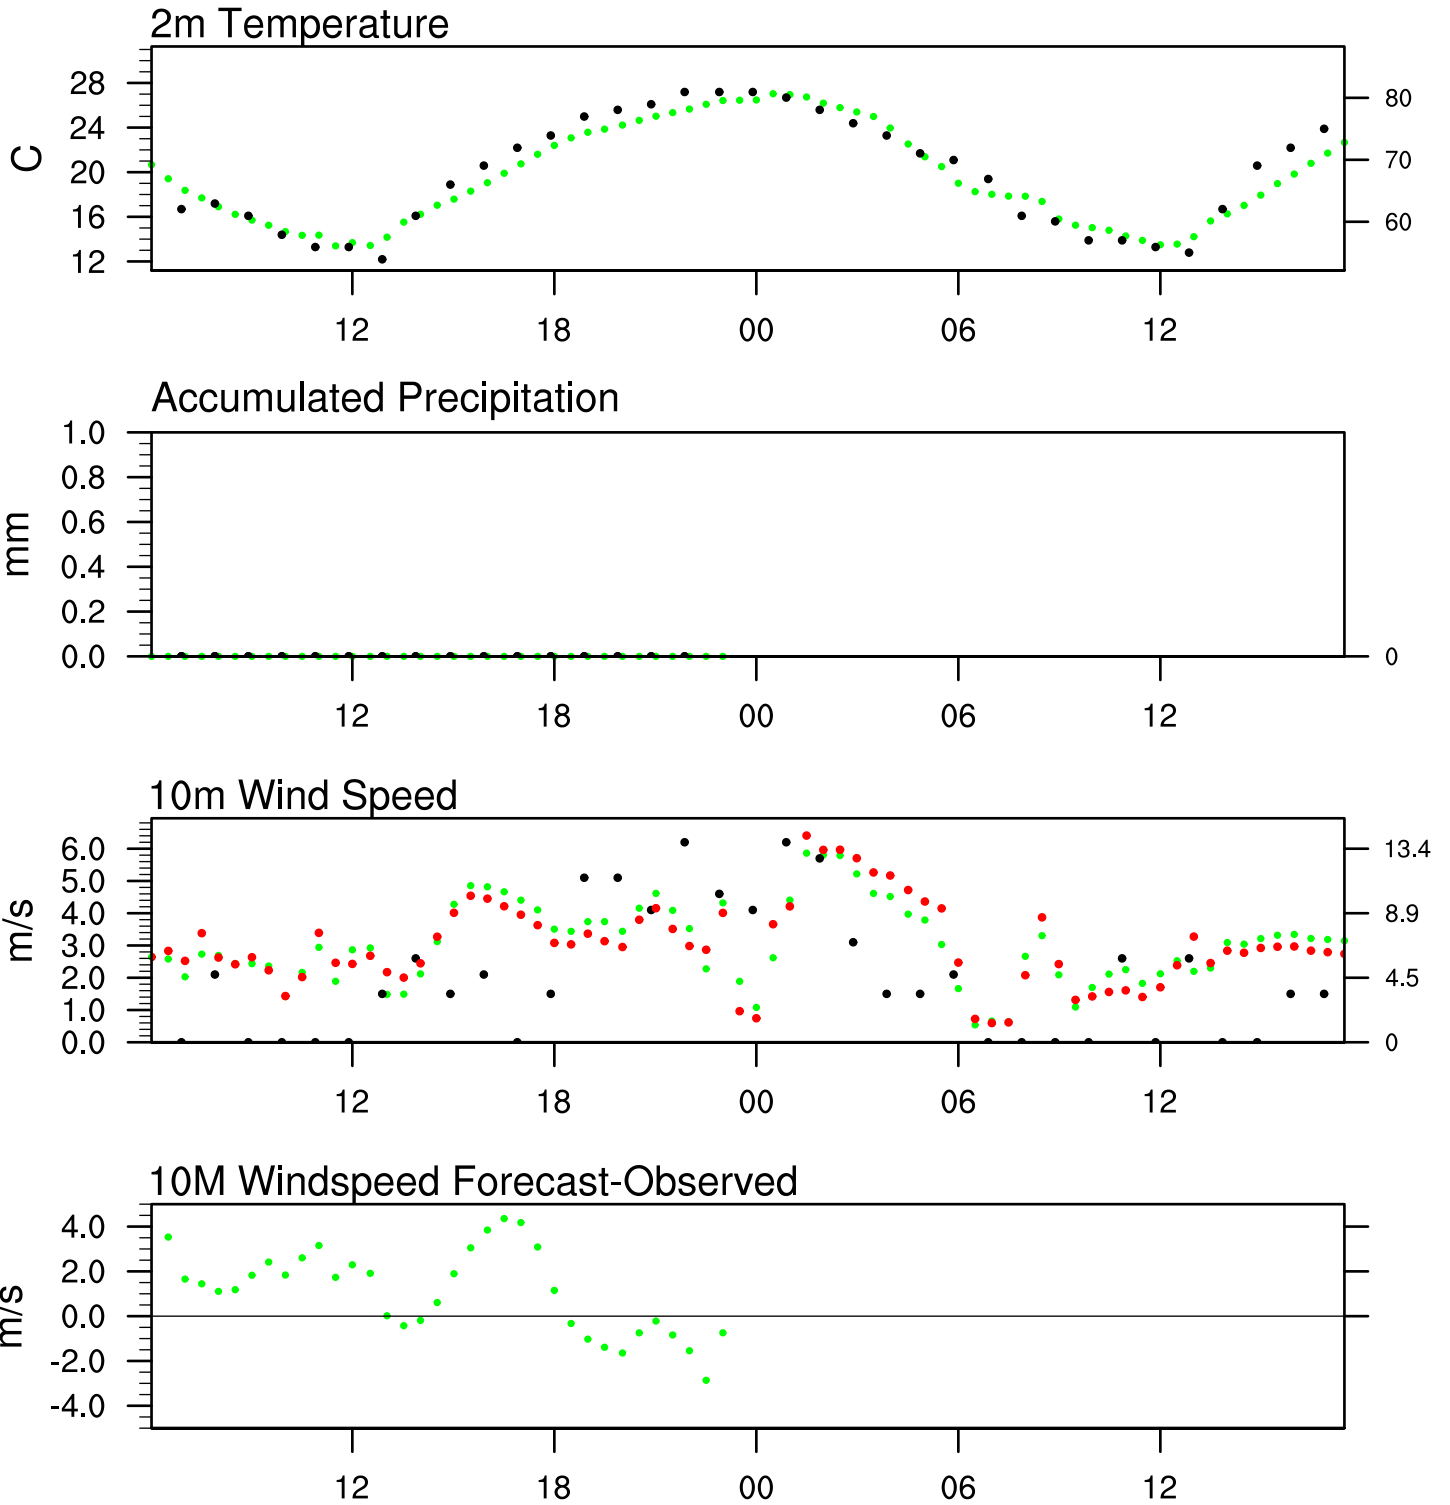 2m Temperature
28
24
20
16
12
C
80
70
60
12 18 00 06 12
Accumulated Precipitation
1.0
0.8
0.6
0.4
0.2
0.0
mm
0
12 18 00 06 12
10m Wind Speed
6.0
5.0
4.0
3.0
2.0
1.0
0.0
m/s
13.4
8.9
4.5
0
12 18 00 06 12
10M Windspeed Forecast-Observed
4.0
2.0
0.0
-2.0
-4.0
m/s
12 18 00 06 12